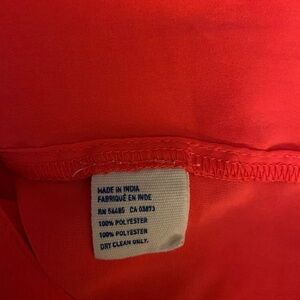 MADE IN INDIA
FABRIQUÉ EN INDE
RN 54485 CA 03873
100% POLYESTER
100% POLYESTER
DRY CLEAN ONLY.